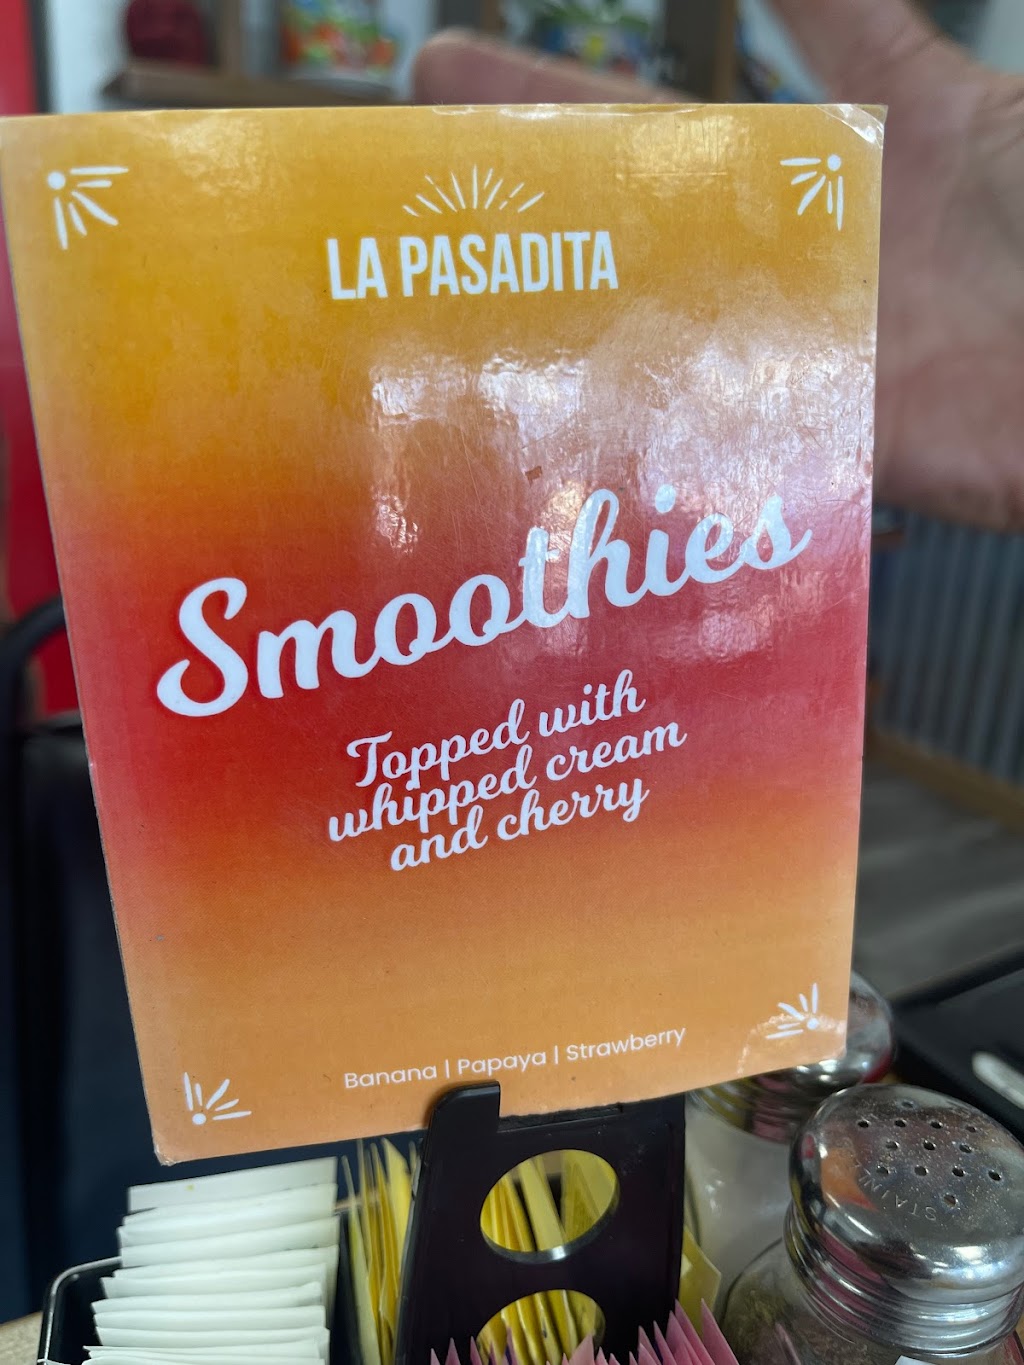 LA PASADITA
Smoothies
Topped with
whipped cream
and cherry
Banana | Papaya | Strawberry